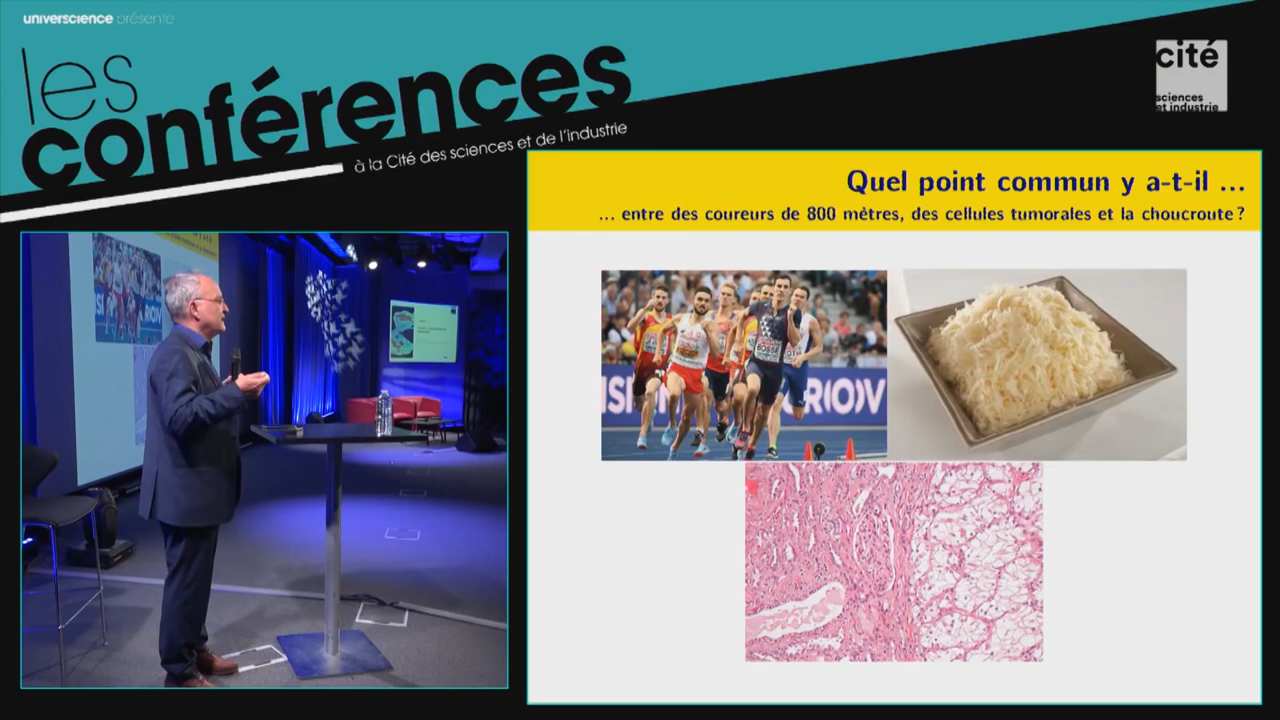 universcience présente
les
conférences
à la Cité des sciences et de l'industrie
cité
sciences
et industrie
Quel point commun y a-t-il ...
... entre des coureurs de 800 mètres, des cellules tumorales et la choucroute ?
BOSSE